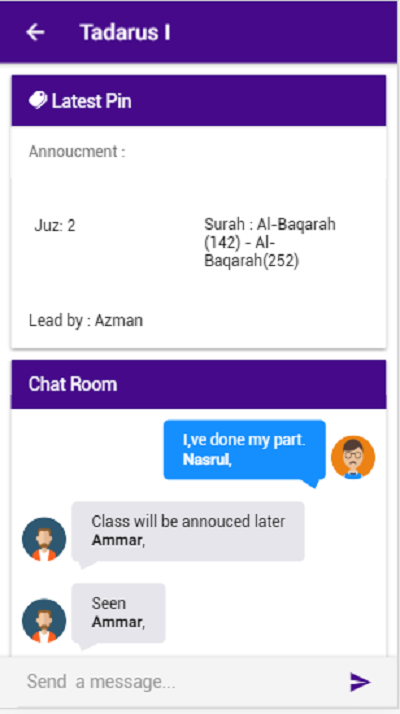 Tadarus I
Latest Pin
Annoucment :
Juz: 2
Surah : Al-Baqarah
(142) - Al-
Baqarah(252)
Lead by : Azman
Chat Room
I,ve done my part.
Nasrul,
Class will be annouced later
Ammar,
Seen
Ammar,
Send a message...